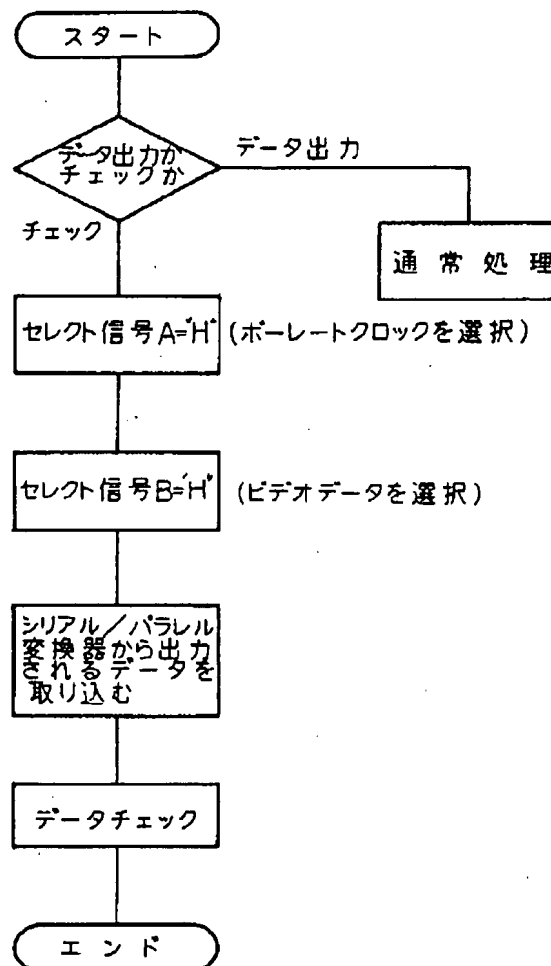 スタート
データ出力か
チェックか
データ出力
チェック
通常処理
セレクト信号A="H" (ボーレートクロックを選択)
セレクト信号B="H" (ビデオデータを選択)
シリアル/パラレル
変換器から出力
されるデータを
取り込む
データチェック
エンド